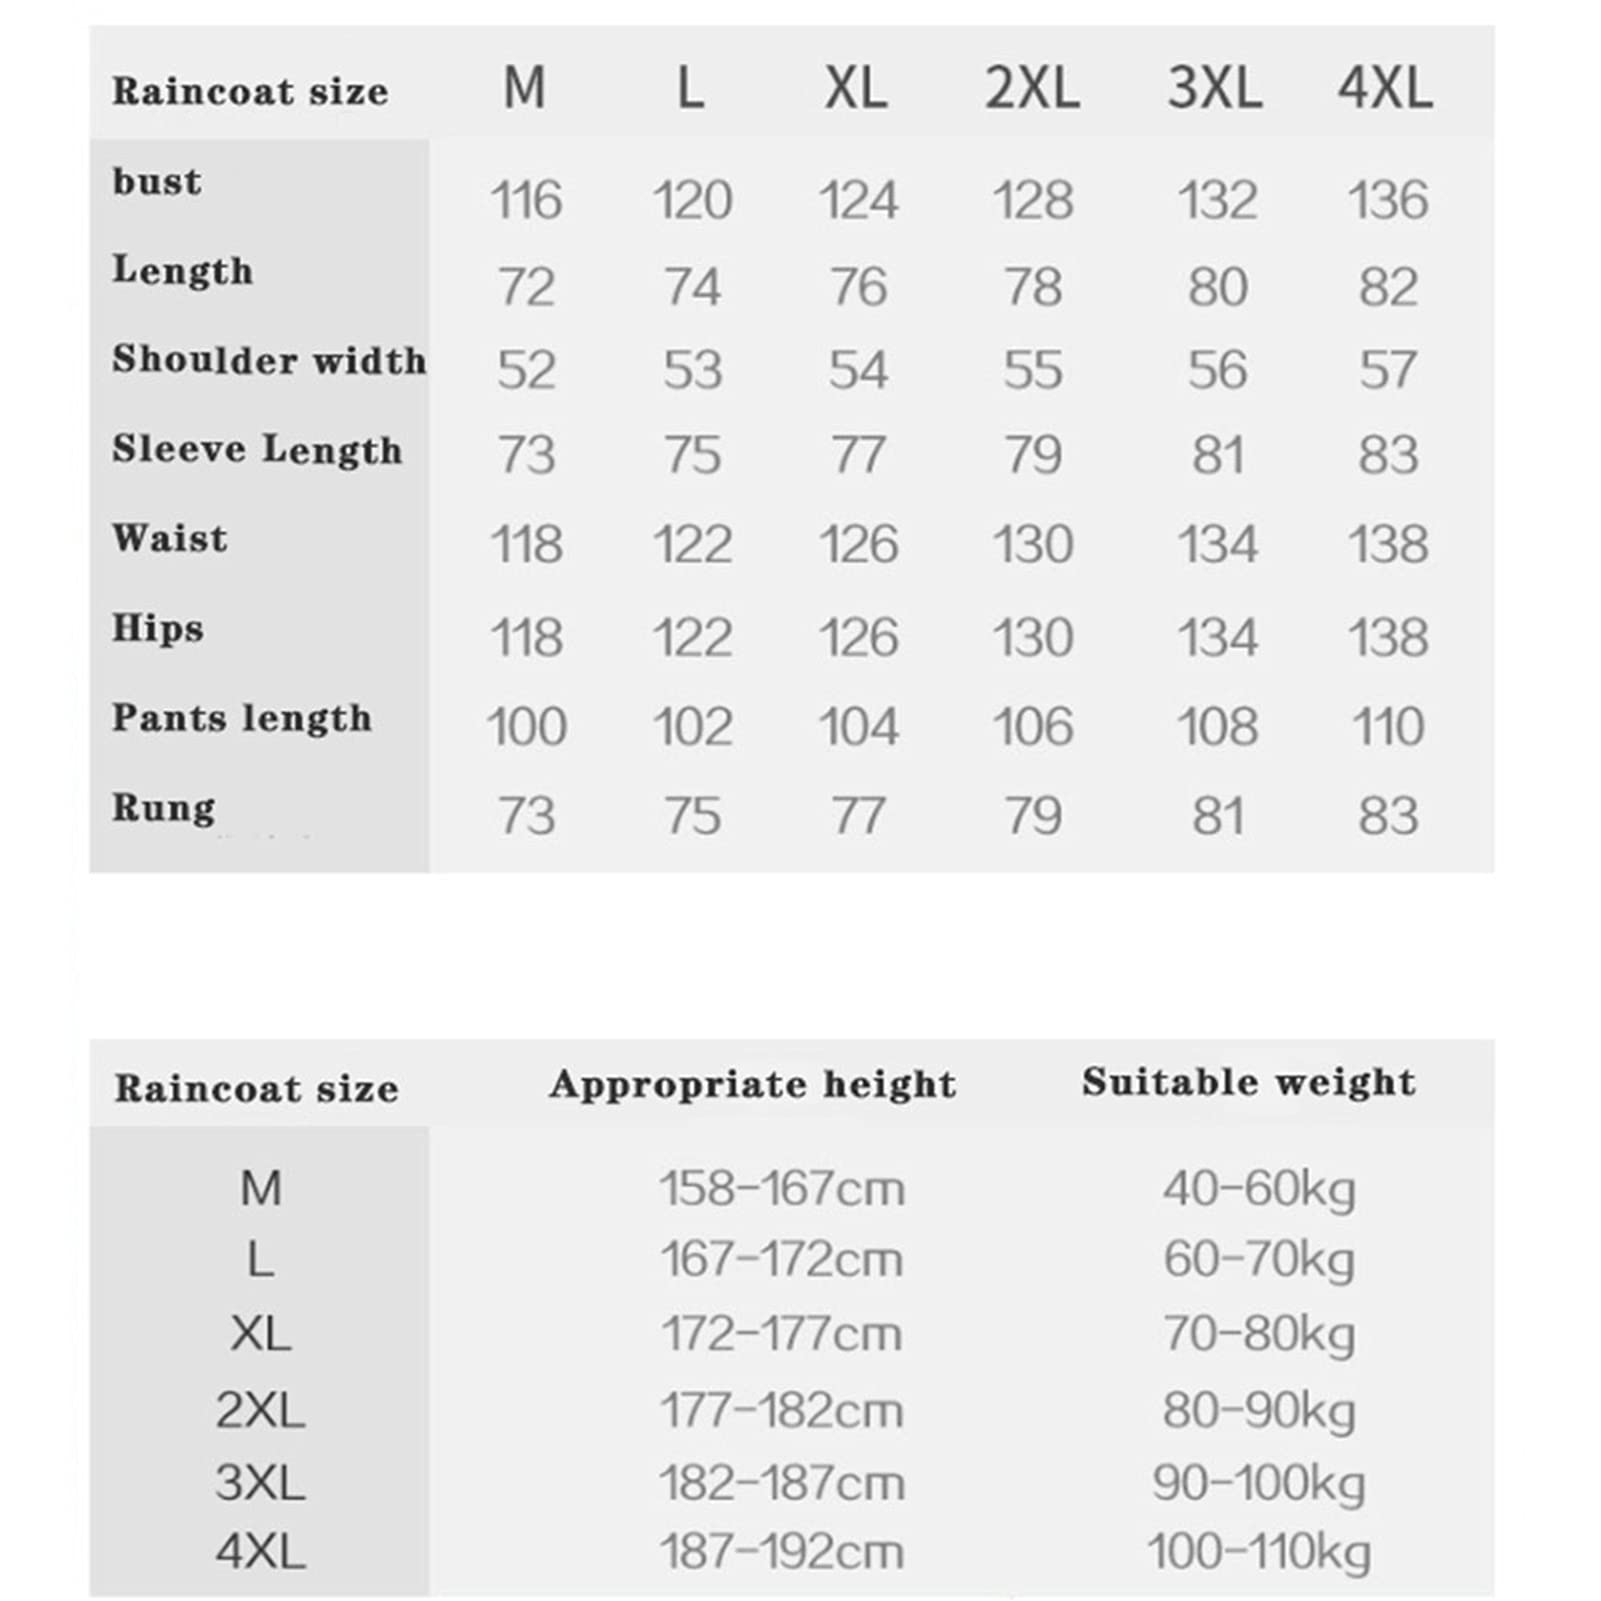 Raincoat size M L XL 2XL 3XL 4XL
bust 116 120 124 128 132 136
Length 72 74 76 78 80 82
Shoulder width 52 53 54 55 56 57
Sleeve Length 73 75 77 79 81 83
Waist 118 122 126 130 134 138
Hips 118 122 126 130 134 138
Pants length 100 102 104 106 108 110
Rung 73 75 77 79 81 83
Raincoat size Appropriate height Suitable weight
M 158-167cm 40-60kg
L 167-172cm 60-70kg
XL 172-177cm 70-80kg
2XL 177-182cm 80-90kg
3XL 182-187cm 90-100kg
4XL 187-192cm 100-110kg